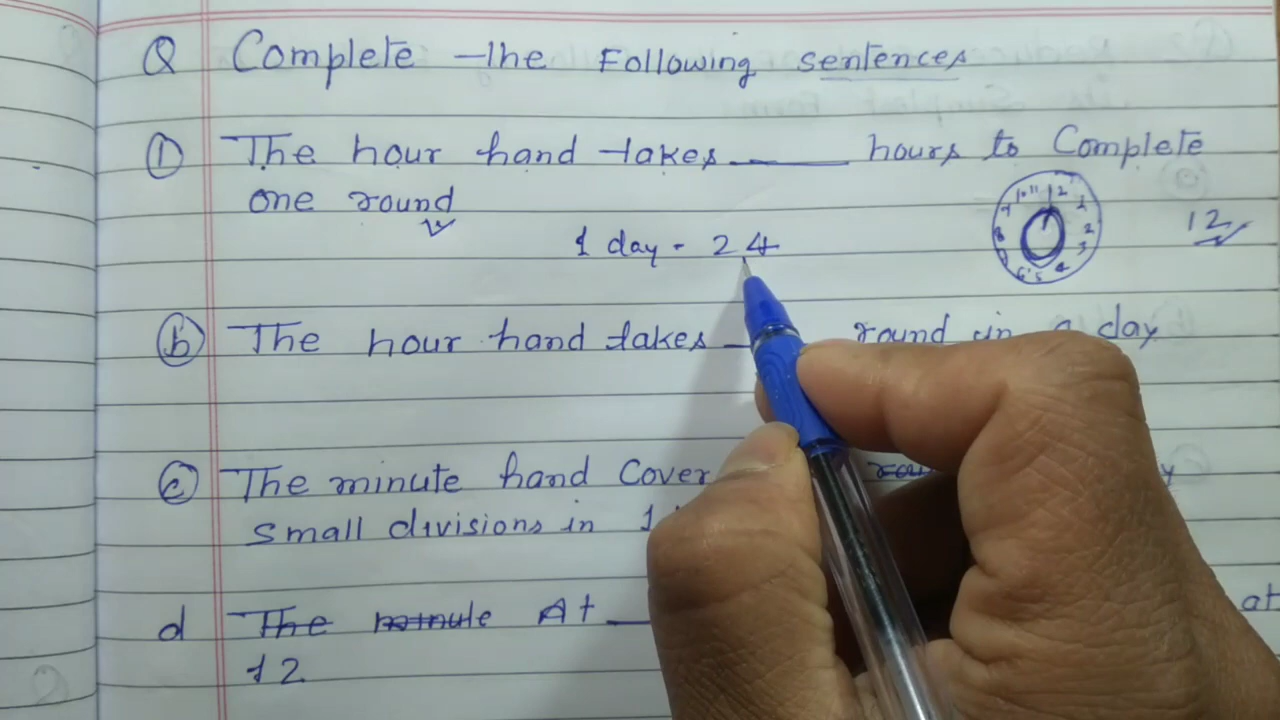 Q Complete the Following sentences
① The hour hand takes ____ hours to Complete
one round
12
1 day - 24
ⓑ The hour hand takes _ round in a day
ⓒ The minute hand Cover
small divisions in 1
d The minute At __ at
12